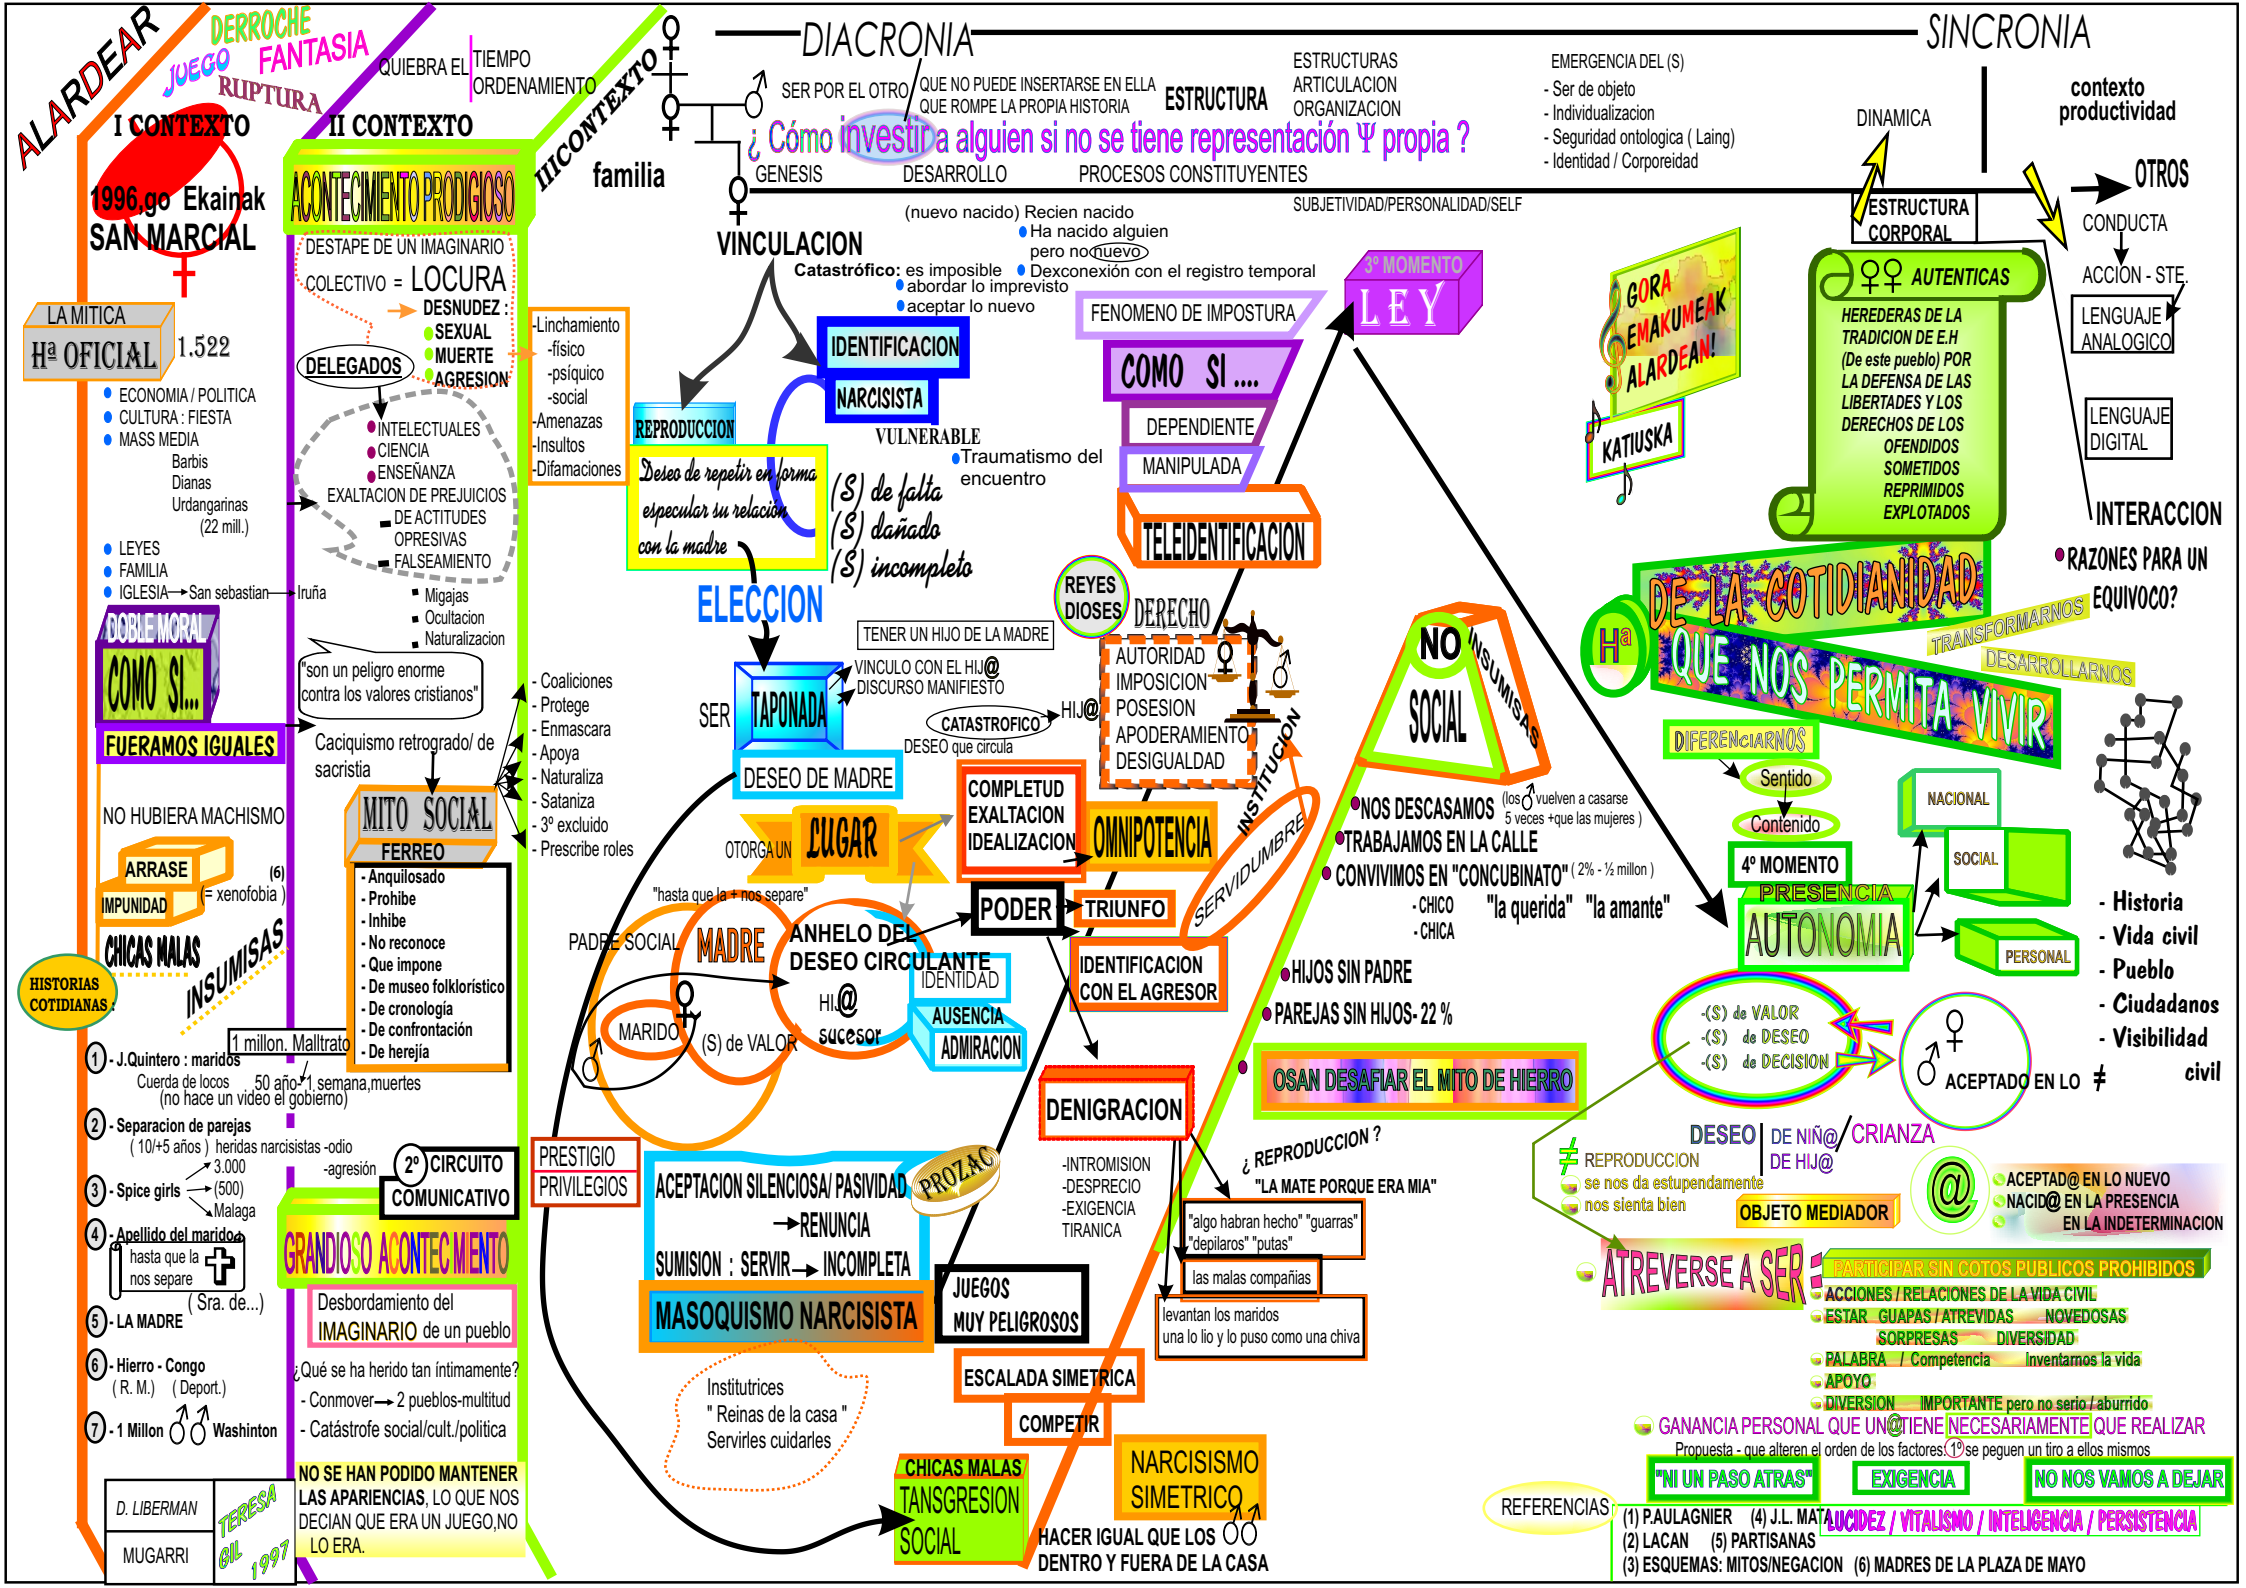 ALARDEAR
DERROCHE
JUEGO FANTASIA
RUPTURA
QUIEBRA EL TIEMPO
ORDENAMIENTO
I CONTEXTO
1996,go Ekainak
SAN MARCIAL
LA MITICA
Hª OFICIAL 1.522
ECONOMIA / POLITICA
CULTURA : FIESTA
MASS MEDIA
Barbis
Dianas
Urdangarinas
(22 mill.)
LEYES
FAMILIA
IGLESIA San sebastian Iruña
DOBLE MORAL
COMO SI...
FUERAMOS IGUALES
NO HUBIERA MACHISMO
ARRASE (6)
IMPUNIDAD (= xenofobia )
CHICAS MALAS
INSUMISAS
HISTORIAS
COTIDIANAS :
1 millon. Malltrato
1 - J.Quintero : maridos
Cuerda de locos 50 año- 1 semana,muertes
(no hace un video el gobierno)
2 - Separacion de parejas
( 10/+5 años ) heridas narcisistas -odio
-agresión
3 - Spice girls
3.000
(500)
Malaga
4 - Apellido del marido
hasta que la
nos separe
( Sra. de...)
5 - LA MADRE
6 - Hierro - Congo
( R. M.) ( Deport.)
7 - 1 Millon ♂♂ Washinton
D. LIBERMAN
MUGARRI
TERESA
GIL
1997
II CONTEXTO
ACONTECIMIENTO PRODIGIOSO
DESTAPE DE UN IMAGINARIO
COLECTIVO = LOCURA
DESNUDEZ :
SEXUAL
MUERTE
AGRESION
DELEGADOS
INTELECTUALES
CIENCIA
ENSEÑANZA
EXALTACION DE PREJUICIOS
DE ACTITUDES
OPRESIVAS
FALSEAMIENTO
Migajas
Ocultacion
Naturalizacion
"son un peligro enorme
contra los valores cristianos"
Caciquismo retrogrado/ de
sacristia
MITO SOCIAL
FERREO
- Anquilosado
- Prohibe
- Inhibe
- No reconoce
- Que impone
- De museo folklorístico
- De cronología
- De confrontación
- De herejía
2º CIRCUITO
COMUNICATIVO
GRANDIOSO ACONTECIMIENTO
Desbordamiento del
IMAGINARIO de un pueblo
¿Qué se ha herido tan íntimamente?
- Conmover 2 pueblos-multitud
- Catástrofe social/cult./politica
NO SE HAN PODIDO MANTENER
LAS APARIENCIAS, LO QUE NOS
DECIAN QUE ERA UN JUEGO,NO
LO ERA.
IIICONTEXTO
familia
-Linchamiento
-físico
-psíquico
-social
-Amenazas
-Insultos
-Difamaciones
- Coaliciones
- Protege
- Enmascara
- Apoya
- Naturaliza
- Sataniza
- 3º excluido
- Prescribe roles
PRESTIGIO
PRIVILEGIOS
DIACRONIA
SINCRONIA
SER POR EL OTRO
QUE NO PUEDE INSERTARSE EN ELLA
QUE ROMPE LA PROPIA HISTORIA
ESTRUCTURA
ESTRUCTURAS
ARTICULACION
ORGANIZACION
EMERGENCIA DEL (S)
- Ser de objeto
- Individualizacion
- Seguridad ontologica ( Laing)
- Identidad / Corporeidad
¿ Cómo investir a alguien si no se tiene representación Ψ propia ?
GENESIS DESARROLLO PROCESOS CONSTITUYENTES
SUBJETIVIDAD/PERSONALIDAD/SELF
VINCULACION
(nuevo nacido) Recien nacido
Ha nacido alguien
pero no nuevo
Catastrófico: es imposible
Dexconexión con el registro temporal
abordar lo imprevisto
aceptar lo nuevo
IDENTIFICACION
NARCISISTA
VULNERABLE
Traumatismo del
encuentro
REPRODUCCION
Deseo de repetir en forma
especular su relación
con la madre
(S) de falta
(S) dañado
(S) incompleto
ELECCION
TENER UN HIJO DE LA MADRE
SER TAPONADA
VINCULO CON EL HIJ@
DISCURSO MANIFIESTO
CATASTROFICO HIJ@
DESEO que circula
DESEO DE MADRE
OTORGA UN LUGAR
COMPLETUD
EXALTACION
IDEALIZACION
OMNIPOTENCIA
"hasta que la + nos separe"
PODER TRIUNFO
PADRE SOCIAL
MADRE
ANHELO DEL
DESEO CIRCULANTE
HIJ@
sucesor
IDENTIDAD
AUSENCIA
ADMIRACION
MARIDO
(S) de VALOR
IDENTIFICACION
CON EL AGRESOR
ACEPTACION SILENCIOSA/ PASIVIDAD
RENUNCIA
SUMISION : SERVIR INCOMPLETA
PROZAC
MASOQUISMO NARCISISTA
JUEGOS
MUY PELIGROSOS
Institutrices
" Reinas de la casa "
Servirles cuidarles
ESCALADA SIMETRICA
COMPETIR
CHICAS MALAS
TANSGRESION
SOCIAL
NARCISISMO
SIMETRICO
HACER IGUAL QUE LOS ♂♂
DENTRO Y FUERA DE LA CASA
FENOMENO DE IMPOSTURA
COMO SI ....
DEPENDIENTE
MANIPULADA
TELEIDENTIFICACION
REYES
DIOSES
DERECHO
AUTORIDAD
IMPOSICION
POSESION
APODERAMIENTO
DESIGUALDAD
INSTITUCION
SERVIDUMBRE
DENIGRACION
-INTROMISION
-DESPRECIO
-EXIGENCIA
TIRANICA
¿ REPRODUCCION ?
"LA MATE PORQUE ERA MIA"
"algo habran hecho" "guarras"
"depilaros" "putas"
las malas compañias
levantan los maridos
una lo lio y lo puso como una chiva
3º MOMENTO
LEY
NO
SOCIAL
INSUMISAS
NOS DESCASAMOS (los ♂ vuelven a casarse
5 veces +que las mujeres )
TRABAJAMOS EN LA CALLE
CONVIVIMOS EN "CONCUBINATO" ( 2% - ½ millon )
- CHICO "la querida" "la amante"
- CHICA
HIJOS SIN PADRE
PAREJAS SIN HIJOS- 22 %
OSAN DESAFIAR EL MITO DE HIERRO
GORA
EMAKUMEAK
ALARDEAN!
KATIUSKA
DINAMICA
contexto
productividad
OTROS
ESTRUCTURA
CORPORAL
CONDUCTA
ACCION - STE.
LENGUAJE
ANALOGICO
LENGUAJE
DIGITAL
INTERACCION
RAZONES PARA UN
EQUIVOCO?
♀♀ AUTENTICAS
HEREDERAS DE LA
TRADICION DE E.H
(De este pueblo) POR
LA DEFENSA DE LAS
LIBERTADES Y LOS
DERECHOS DE LOS
OFENDIDOS
SOMETIDOS
REPRIMIDOS
EXPLOTADOS
Hª DE LA COTIDIANIDAD
QUE NOS PERMITA VIVIR
TRANSFORMARNOS
DESARROLLARNOS
DIFERENCIARNOS
Sentido
Contenido
4º MOMENTO
PRESENCIA
AUTONOMIA
NACIONAL
SOCIAL
PERSONAL
- Historia
- Vida civil
- Pueblo
- Ciudadanos
- Visibilidad
civil
-(S) de VALOR
-(S) de DESEO
-(S) de DECISION
ACEPTADO EN LO ≠
DESEO DE NIÑ@/ CRIANZA
DE HIJ@
≠ REPRODUCCION
se nos da estupendamente
nos sienta bien
OBJETO MEDIADOR
@
ACEPTAD@ EN LO NUEVO
NACID@ EN LA PRESENCIA
EN LA INDETERMINACION
ATREVERSE A SER =
PARTICIPAR SIN COTOS PUBLICOS PROHIBIDOS
ACCIONES / RELACIONES DE LA VIDA CIVIL
ESTAR GUAPAS / ATREVIDAS NOVEDOSAS
SORPRESAS DIVERSIDAD
PALABRA / Competencia Inventarnos la vida
APOYO
DIVERSION IMPORTANTE pero no serio / aburrido
GANANCIA PERSONAL QUE UN@TIENE NECESARIAMENTE QUE REALIZAR
Propuesta - que alteren el orden de los factores: 1º se peguen un tiro a ellos mismos
"NI UN PASO ATRAS" EXIGENCIA NO NOS VAMOS A DEJAR
REFERENCIAS
(1) P.AULAGNIER (4) J.L. MATA
LUCIDEZ / VITALISMO / INTELIGENCIA / PERSISTENCIA
(2) LACAN (5) PARTISANAS
(3) ESQUEMAS: MITOS/NEGACION (6) MADRES DE LA PLAZA DE MAYO